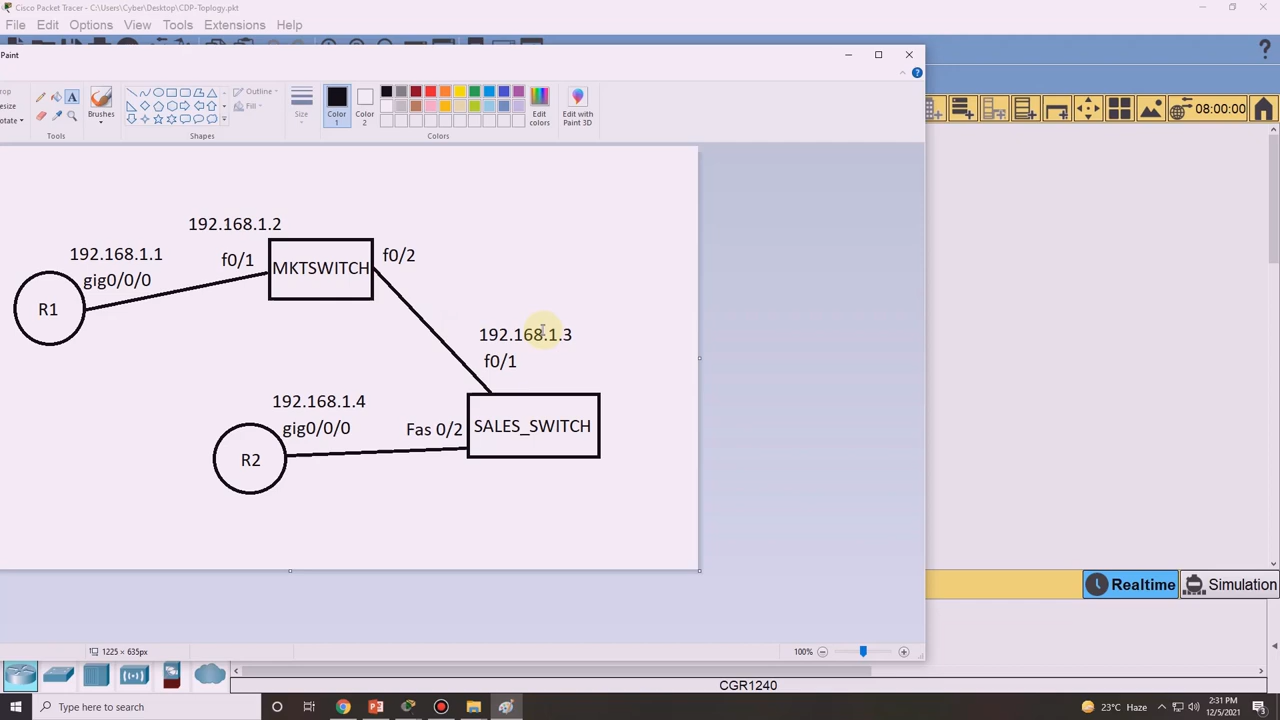 Cisco Packet Tracer - C:\Users\Cyber\Desktop\CDP-Toplogy.pkt
File Edit Options View Tools Extensions Help
Paint
Outline
Fill
Size
Color 1
Color 2
Edit colors
Edit with Paint 3D
Brushes
Tools
Shapes
Colors
08:00:00
192.168.1.2
192.168.1.1
gig0/0/0
f0/1
MKTSWITCH
f0/2
R1
192.168.1.3
f0/1
192.168.1.4
gig0/0/0
Fas 0/2
SALES_SWITCH
R2
Realtime
Simulation
1225 × 635px
100%
CGR1240
Type here to search
23°C Haze
2:31 PM
12/5/2021
3